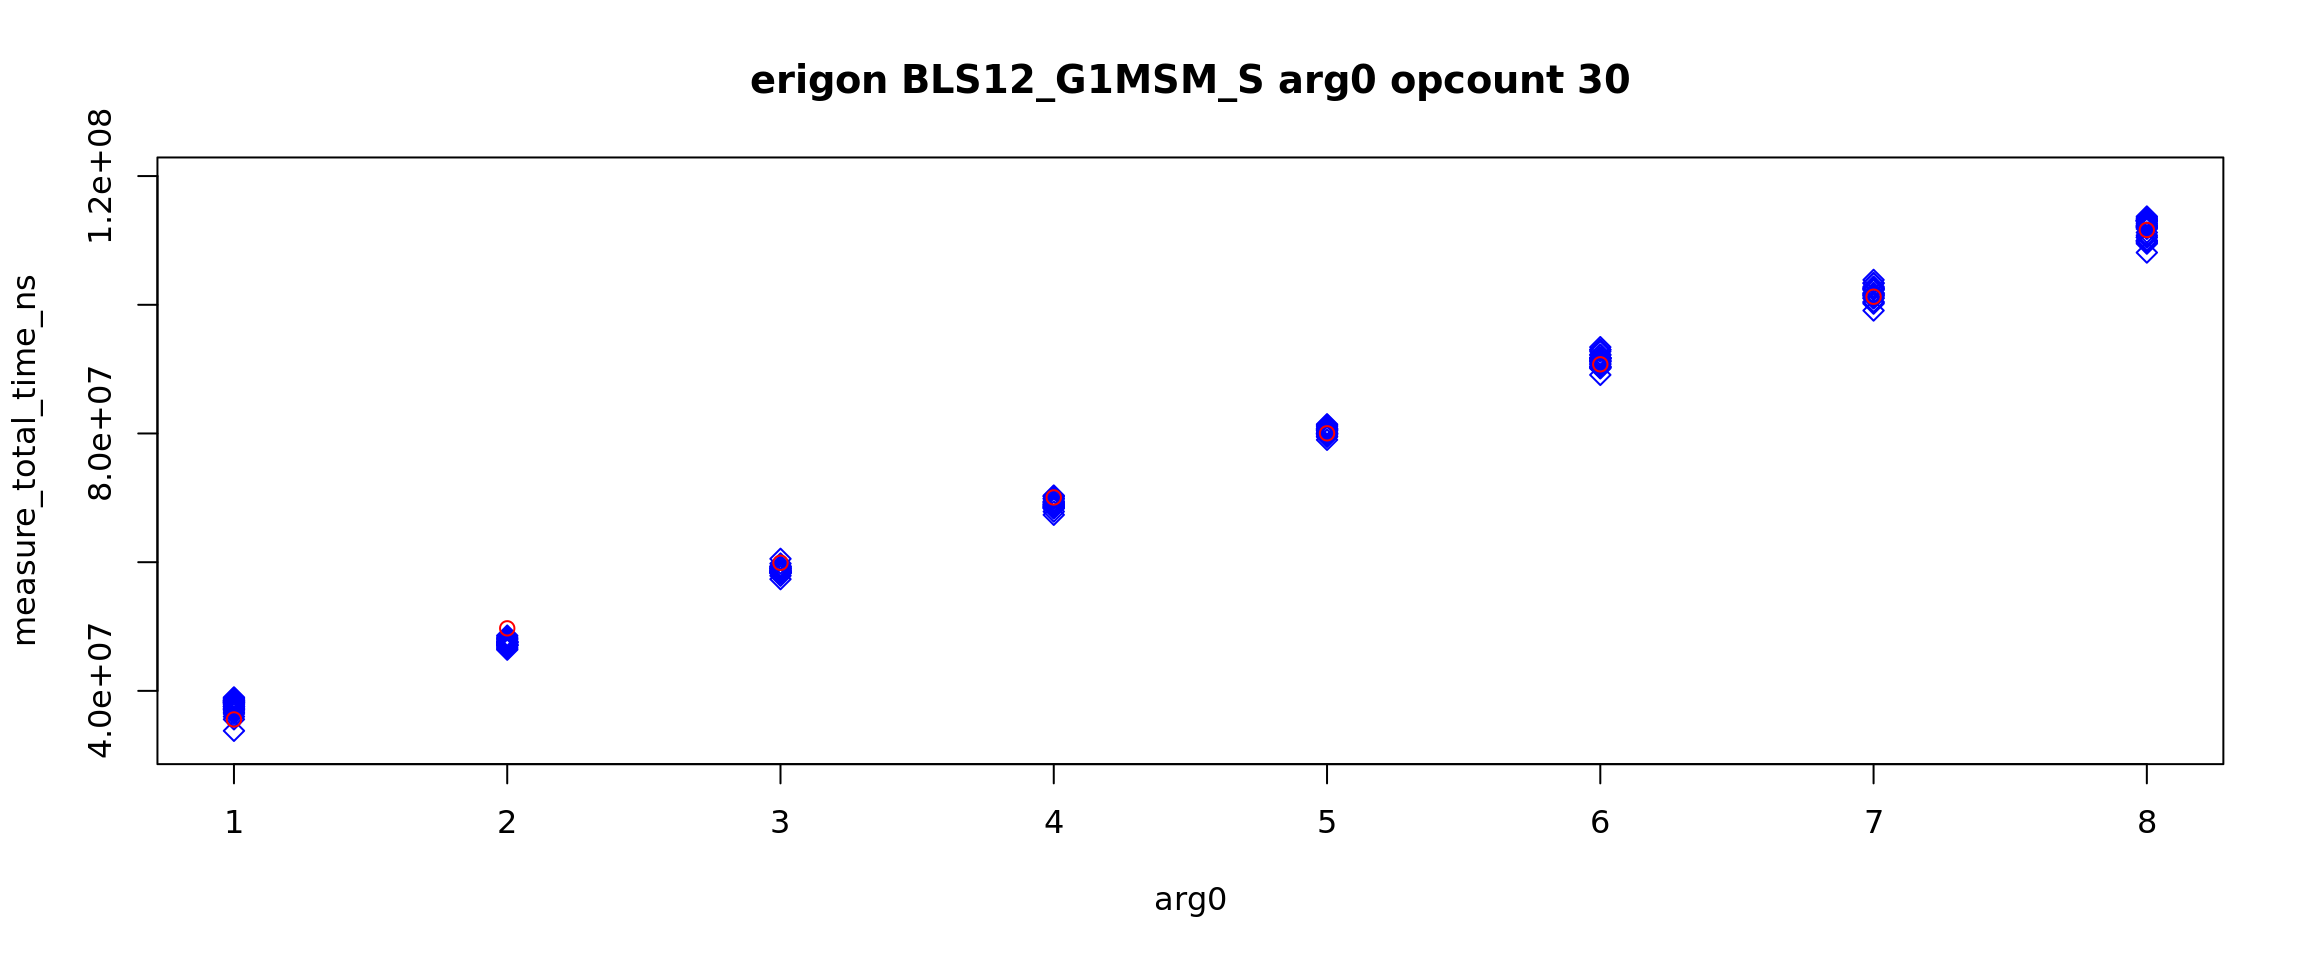 erigon BLS12_G1MSM_S arg0 opcount 30
measure_total_time_ns
1.2e+08
8.0e+07
4.0e+07
1 2 3 4 5 6 7 8
arg0